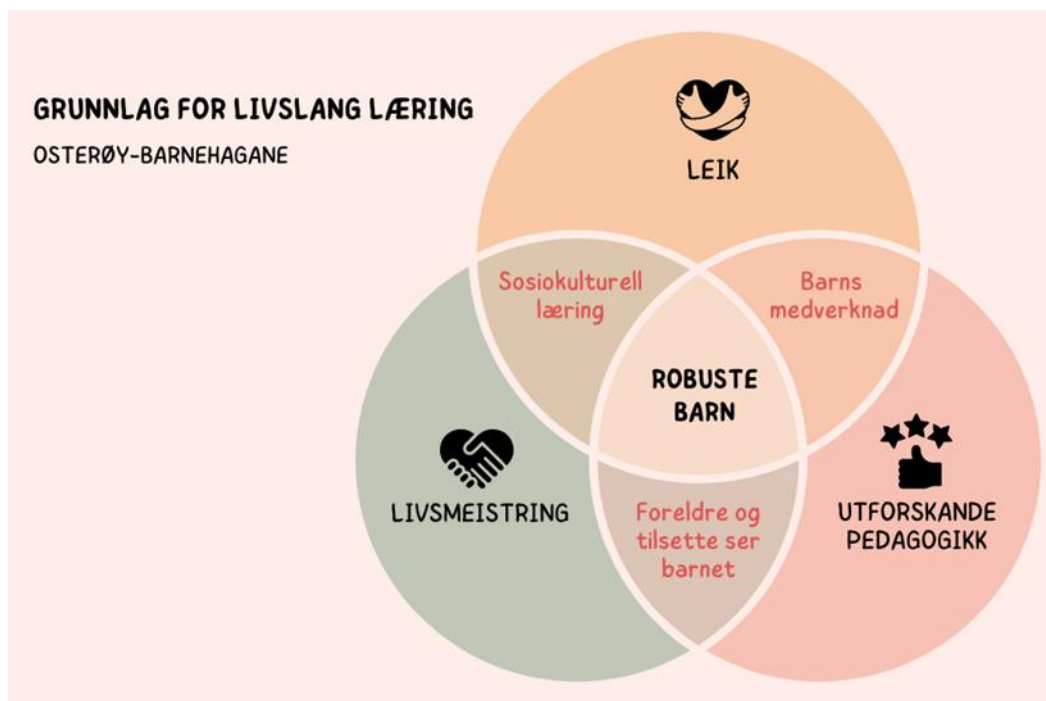 GRUNNLAG FOR LIVSLANG LÆRING
OSTERØY-BARNEHAGANE
LEIK
Sosiokulturell
læring
Barns
medverknad
ROBUSTE
BARN
LIVSMEISTRING
Foreldre og
tilsette ser
barnet
UTFORSKANDE
PEDAGOGIKK